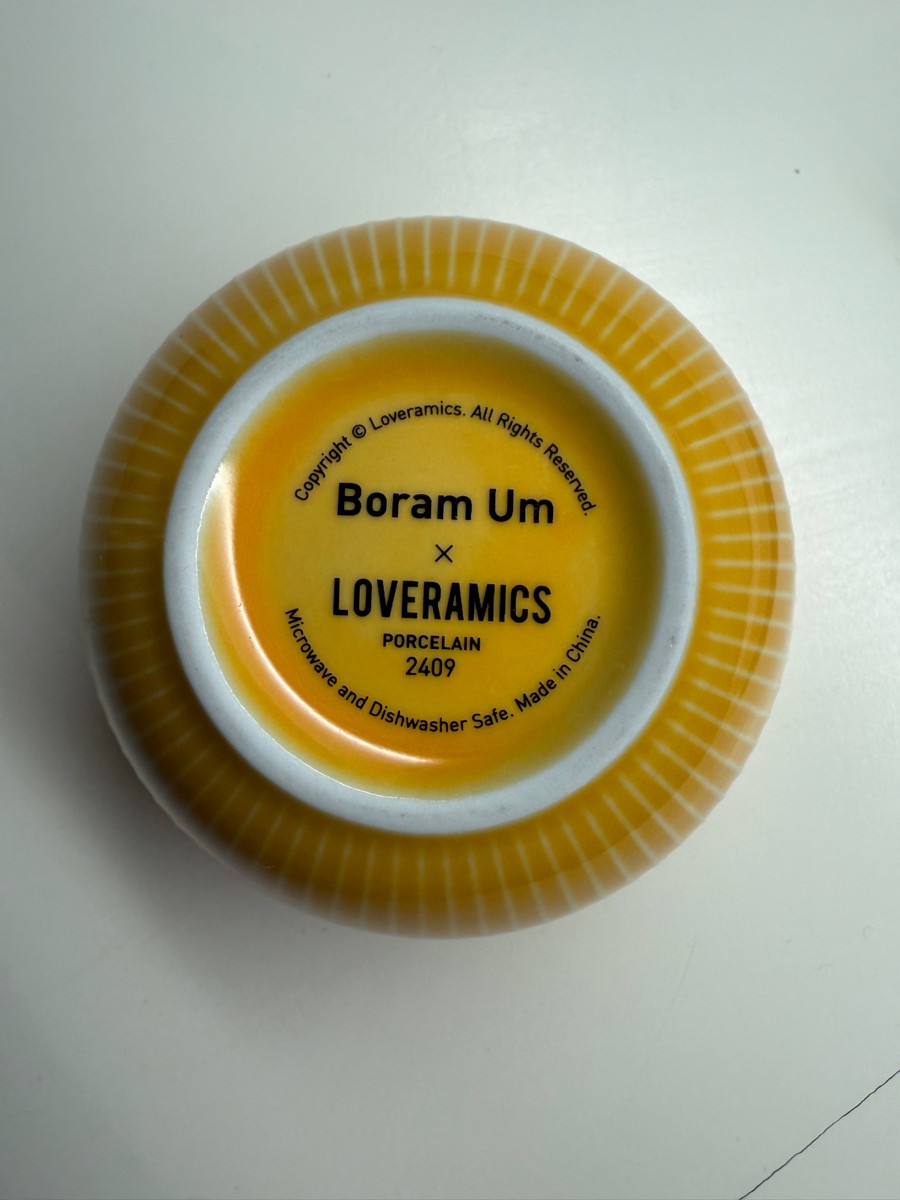 Copyright © Loveramics. All Rights Reserved.
Boram Um
×
LOVERAMICS
PORCELAIN
2409
Microwave and Dishwasher Safe. Made in China.